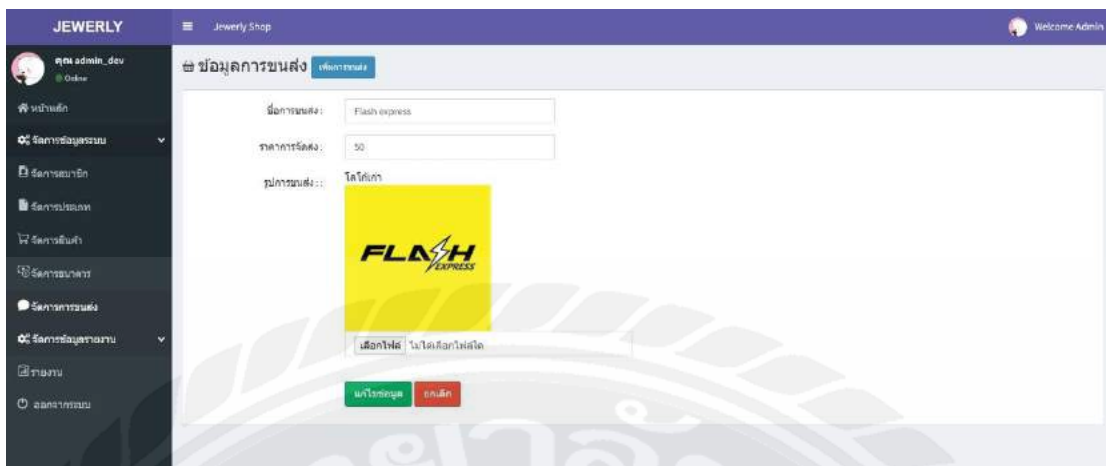 JEWERLY
Jewerly Shop
Welcome Admin
คุณ admin_dev
Online
ข้อมูลการขนส่ง เพิ่มการขนส่ง
หน้าหลัก
จัดการข้อมูลระบบ
จัดการสมาชิก
จัดการประเภท
จัดการสินค้า
จัดการธนาคาร
จัดการการขนส่ง
จัดการข้อมูลรายงาน
รายงาน
ออกจากระบบ
ชื่อการขนส่ง :
Flash express
ราคาการจัดส่ง :
50
รูปการขนส่ง : :
โลโก้เก่า
FLASH
EXPRESS
เลือกไฟล์ ไม่ได้เลือกไฟล์ใด
แก้ไขข้อมูล ยกเลิก